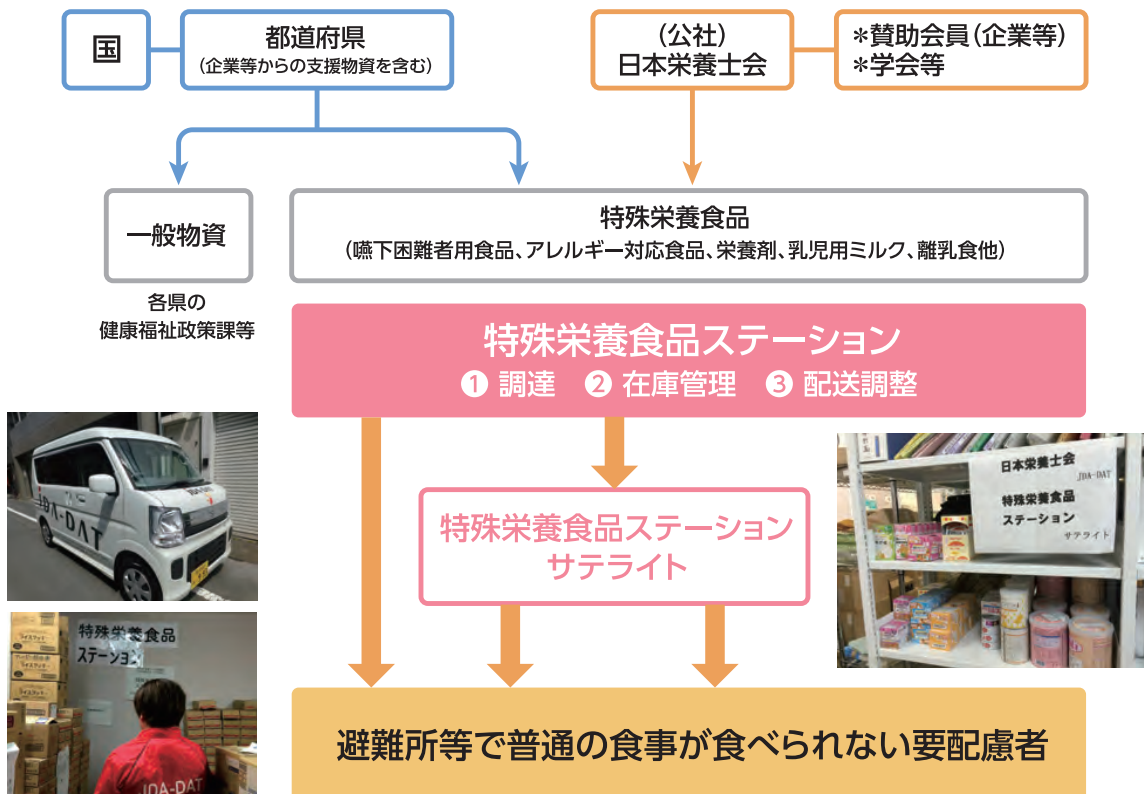 国
都道府県
(企業等からの支援物資を含む)
(公社)
日本栄養士会
＊賛助会員(企業等)
＊学会等
一般物資
各県の
健康福祉政策課等
特殊栄養食品
(嚥下困難者用食品、アレルギー対応食品、栄養剤、乳児用ミルク、離乳食他)
特殊栄養食品ステーション
❶ 調達 ❷ 在庫管理 ❸ 配送調整
特殊栄養食品ステーション
サテライト
避難所等で普通の食事が食べられない要配慮者
JDA-DAT
JDA-DAT
特殊栄養食品
ステーション
JDA-DAT
日本栄養士会
JDA-DAT
特殊栄養食品
ステーション
サテライト